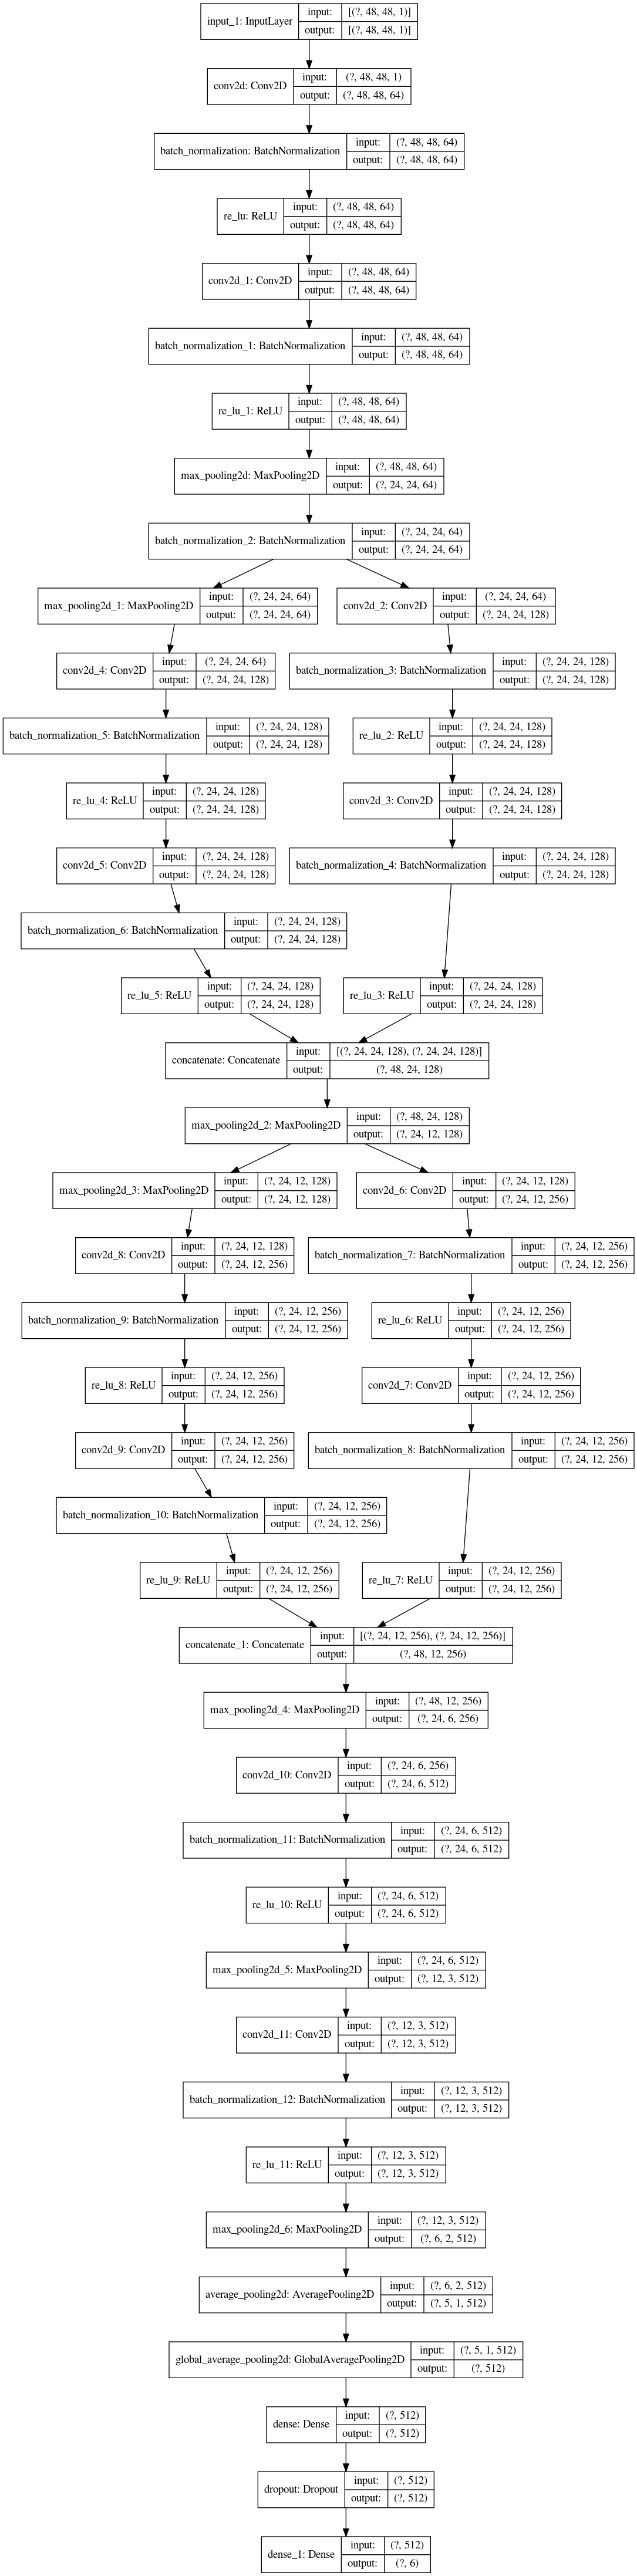 input_1: InputLayer
input: [(?, 48, 48, 1)]
output: [(?, 48, 48, 1)]
conv2d: Conv2D
input: (?, 48, 48, 1)
output: (?, 48, 48, 64)
batch_normalization: BatchNormalization
input: (?, 48, 48, 64)
output: (?, 48, 48, 64)
re_lu: ReLU
input: (?, 48, 48, 64)
output: (?, 48, 48, 64)
conv2d_1: Conv2D
input: (?, 48, 48, 64)
output: (?, 48, 48, 64)
batch_normalization_1: BatchNormalization
input: (?, 48, 48, 64)
output: (?, 48, 48, 64)
re_lu_1: ReLU
input: (?, 48, 48, 64)
output: (?, 48, 48, 64)
max_pooling2d: MaxPooling2D
input: (?, 48, 48, 64)
output: (?, 24, 24, 64)
batch_normalization_2: BatchNormalization
input: (?, 24, 24, 64)
output: (?, 24, 24, 64)
max_pooling2d_1: MaxPooling2D
input: (?, 24, 24, 64)
output: (?, 24, 24, 64)
conv2d_2: Conv2D
input: (?, 24, 24, 64)
output: (?, 24, 24, 128)
conv2d_4: Conv2D
input: (?, 24, 24, 64)
output: (?, 24, 24, 128)
batch_normalization_3: BatchNormalization
input: (?, 24, 24, 128)
output: (?, 24, 24, 128)
batch_normalization_5: BatchNormalization
input: (?, 24, 24, 128)
output: (?, 24, 24, 128)
re_lu_2: ReLU
input: (?, 24, 24, 128)
output: (?, 24, 24, 128)
re_lu_4: ReLU
input: (?, 24, 24, 128)
output: (?, 24, 24, 128)
conv2d_3: Conv2D
input: (?, 24, 24, 128)
output: (?, 24, 24, 128)
conv2d_5: Conv2D
input: (?, 24, 24, 128)
output: (?, 24, 24, 128)
batch_normalization_4: BatchNormalization
input: (?, 24, 24, 128)
output: (?, 24, 24, 128)
batch_normalization_6: BatchNormalization
input: (?, 24, 24, 128)
output: (?, 24, 24, 128)
re_lu_5: ReLU
input: (?, 24, 24, 128)
output: (?, 24, 24, 128)
re_lu_3: ReLU
input: (?, 24, 24, 128)
output: (?, 24, 24, 128)
concatenate: Concatenate
input: [(?, 24, 24, 128), (?, 24, 24, 128)]
output: (?, 48, 24, 128)
max_pooling2d_2: MaxPooling2D
input: (?, 48, 24, 128)
output: (?, 24, 12, 128)
max_pooling2d_3: MaxPooling2D
input: (?, 24, 12, 128)
output: (?, 24, 12, 128)
conv2d_6: Conv2D
input: (?, 24, 12, 128)
output: (?, 24, 12, 256)
conv2d_8: Conv2D
input: (?, 24, 12, 128)
output: (?, 24, 12, 256)
batch_normalization_7: BatchNormalization
input: (?, 24, 12, 256)
output: (?, 24, 12, 256)
batch_normalization_9: BatchNormalization
input: (?, 24, 12, 256)
output: (?, 24, 12, 256)
re_lu_6: ReLU
input: (?, 24, 12, 256)
output: (?, 24, 12, 256)
re_lu_8: ReLU
input: (?, 24, 12, 256)
output: (?, 24, 12, 256)
conv2d_7: Conv2D
input: (?, 24, 12, 256)
output: (?, 24, 12, 256)
conv2d_9: Conv2D
input: (?, 24, 12, 256)
output: (?, 24, 12, 256)
batch_normalization_8: BatchNormalization
input: (?, 24, 12, 256)
output: (?, 24, 12, 256)
batch_normalization_10: BatchNormalization
input: (?, 24, 12, 256)
output: (?, 24, 12, 256)
re_lu_9: ReLU
input: (?, 24, 12, 256)
output: (?, 24, 12, 256)
re_lu_7: ReLU
input: (?, 24, 12, 256)
output: (?, 24, 12, 256)
concatenate_1: Concatenate
input: [(?, 24, 12, 256), (?, 24, 12, 256)]
output: (?, 48, 12, 256)
max_pooling2d_4: MaxPooling2D
input: (?, 48, 12, 256)
output: (?, 24, 6, 256)
conv2d_10: Conv2D
input: (?, 24, 6, 256)
output: (?, 24, 6, 512)
batch_normalization_11: BatchNormalization
input: (?, 24, 6, 512)
output: (?, 24, 6, 512)
re_lu_10: ReLU
input: (?, 24, 6, 512)
output: (?, 24, 6, 512)
max_pooling2d_5: MaxPooling2D
input: (?, 24, 6, 512)
output: (?, 12, 3, 512)
conv2d_11: Conv2D
input: (?, 12, 3, 512)
output: (?, 12, 3, 512)
batch_normalization_12: BatchNormalization
input: (?, 12, 3, 512)
output: (?, 12, 3, 512)
re_lu_11: ReLU
input: (?, 12, 3, 512)
output: (?, 12, 3, 512)
max_pooling2d_6: MaxPooling2D
input: (?, 12, 3, 512)
output: (?, 6, 2, 512)
average_pooling2d: AveragePooling2D
input: (?, 6, 2, 512)
output: (?, 5, 1, 512)
global_average_pooling2d: GlobalAveragePooling2D
input: (?, 5, 1, 512)
output: (?, 512)
dense: Dense
input: (?, 512)
output: (?, 512)
dropout: Dropout
input: (?, 512)
output: (?, 512)
dense_1: Dense
input: (?, 512)
output: (?, 6)